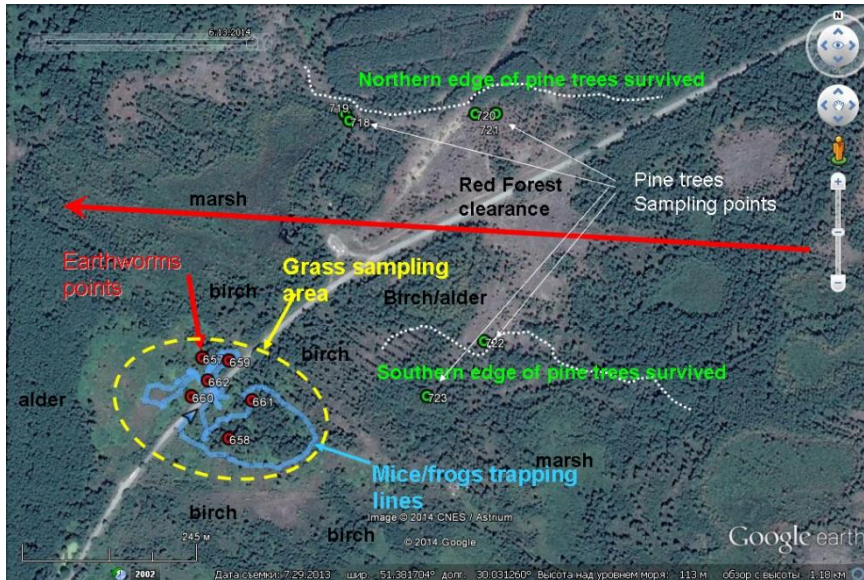 6.13.2014
N
Northern edge of pine trees survived
719
718
720
721
Pine trees
Sampling points
Red Forest
clearance
marsh
Earthworms
points
Grass sampling
area
birch
Birch/alder
birch
657
659
662
660
661
658
722
Southern edge of pine trees survived
723
alder
marsh
Mice/frogs trapping
lines
birch
birch
Image © 2014 CNES / Astrium
© 2014 Google
Google earth
245 м
2002
Дата съемки: 7.29.2013 шир. 51.381704° долг. 30.031260° Высота над уровнем моря: 113 m обзор с высоты 1.18 км